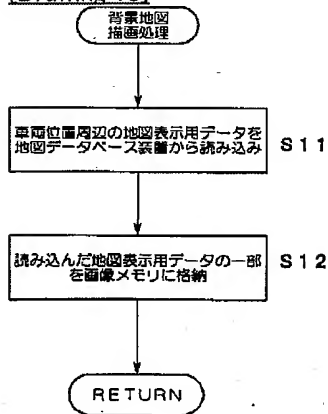 背景地図
描画処理
車両位置周辺の地図表示用データを
地図データベース装置から読み込み
S11
読み込んだ地図表示用データの一部
を画像メモリに格納
S12
RETURN